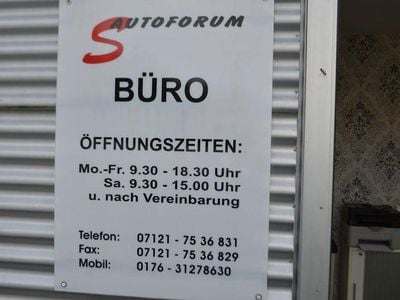 S AUTOFORUM
BÜRO
ÖFFNUNGSZEITEN:
Mo.-Fr. 9.30 - 18.30 Uhr
Sa. 9.30 - 15.00 Uhr
u. nach Vereinbarung
Telefon: 07121 - 75 36 831
Fax: 07121 - 75 36 829
Mobil: 0176 - 31278630